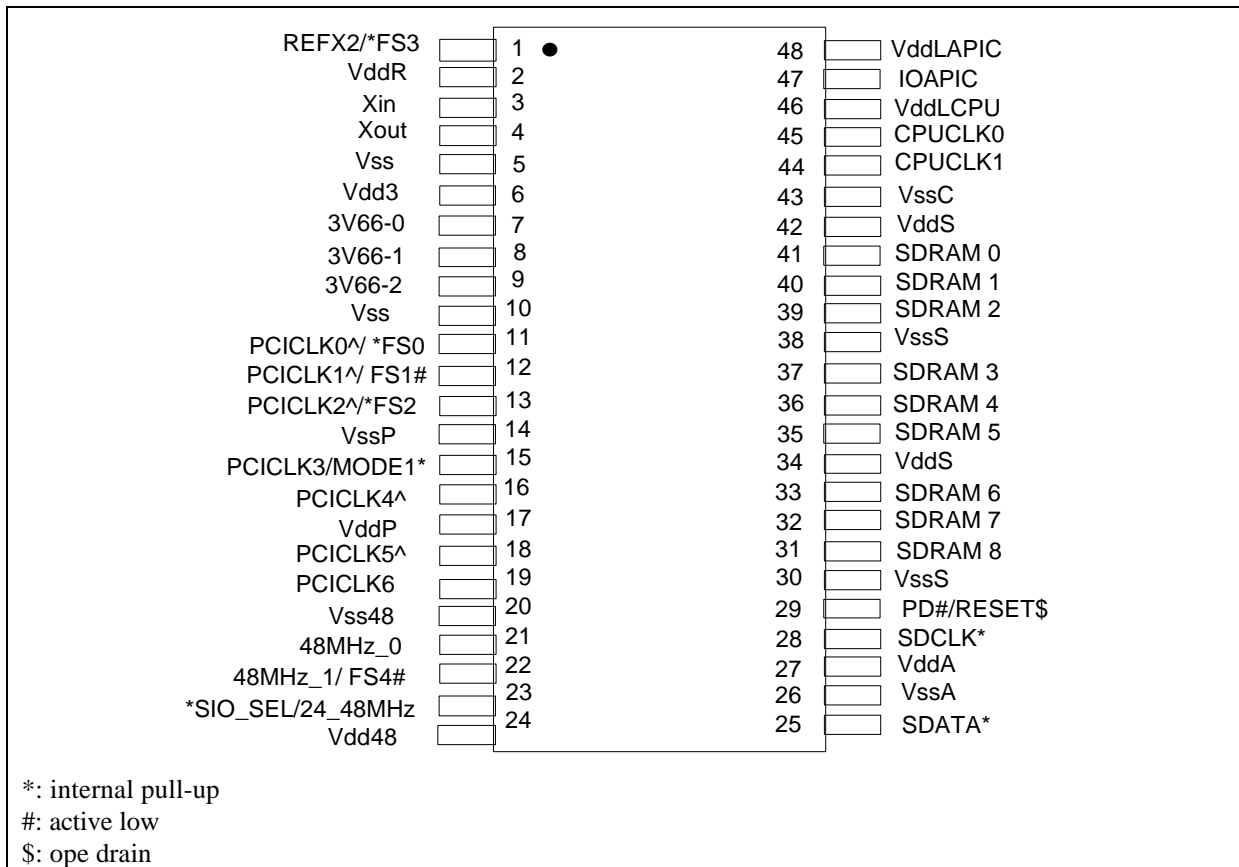 REFX2/*FS3 1 48 VddLAPIC
VddR 2 47 IOAPIC
Xin 3 46 VddLCPU
Xout 4 45 CPUCLK0
Vss 5 44 CPUCLK1
Vdd3 6 43 VssC
3V66-0 7 42 VddS
3V66-1 8 41 SDRAM 0
3V66-2 9 40 SDRAM 1
Vss 10 39 SDRAM 2
PCICLK0^/ *FS0 11 38 VssS
PCICLK1^/ FS1# 12 37 SDRAM 3
PCICLK2^/*FS2 13 36 SDRAM 4
VssP 14 35 SDRAM 5
PCICLK3/MODE1* 15 34 VddS
PCICLK4^ 16 33 SDRAM 6
VddP 17 32 SDRAM 7
PCICLK5^ 18 31 SDRAM 8
PCICLK6 19 30 VssS
Vss48 20 29 PD#/RESET$
48MHz_0 21 28 SDCLK*
48MHz_1/ FS4# 22 27 VddA
*SIO_SEL/24_48MHz 23 26 VssA
Vdd48 24 25 SDATA*
*: internal pull-up
#: active low
$: ope drain